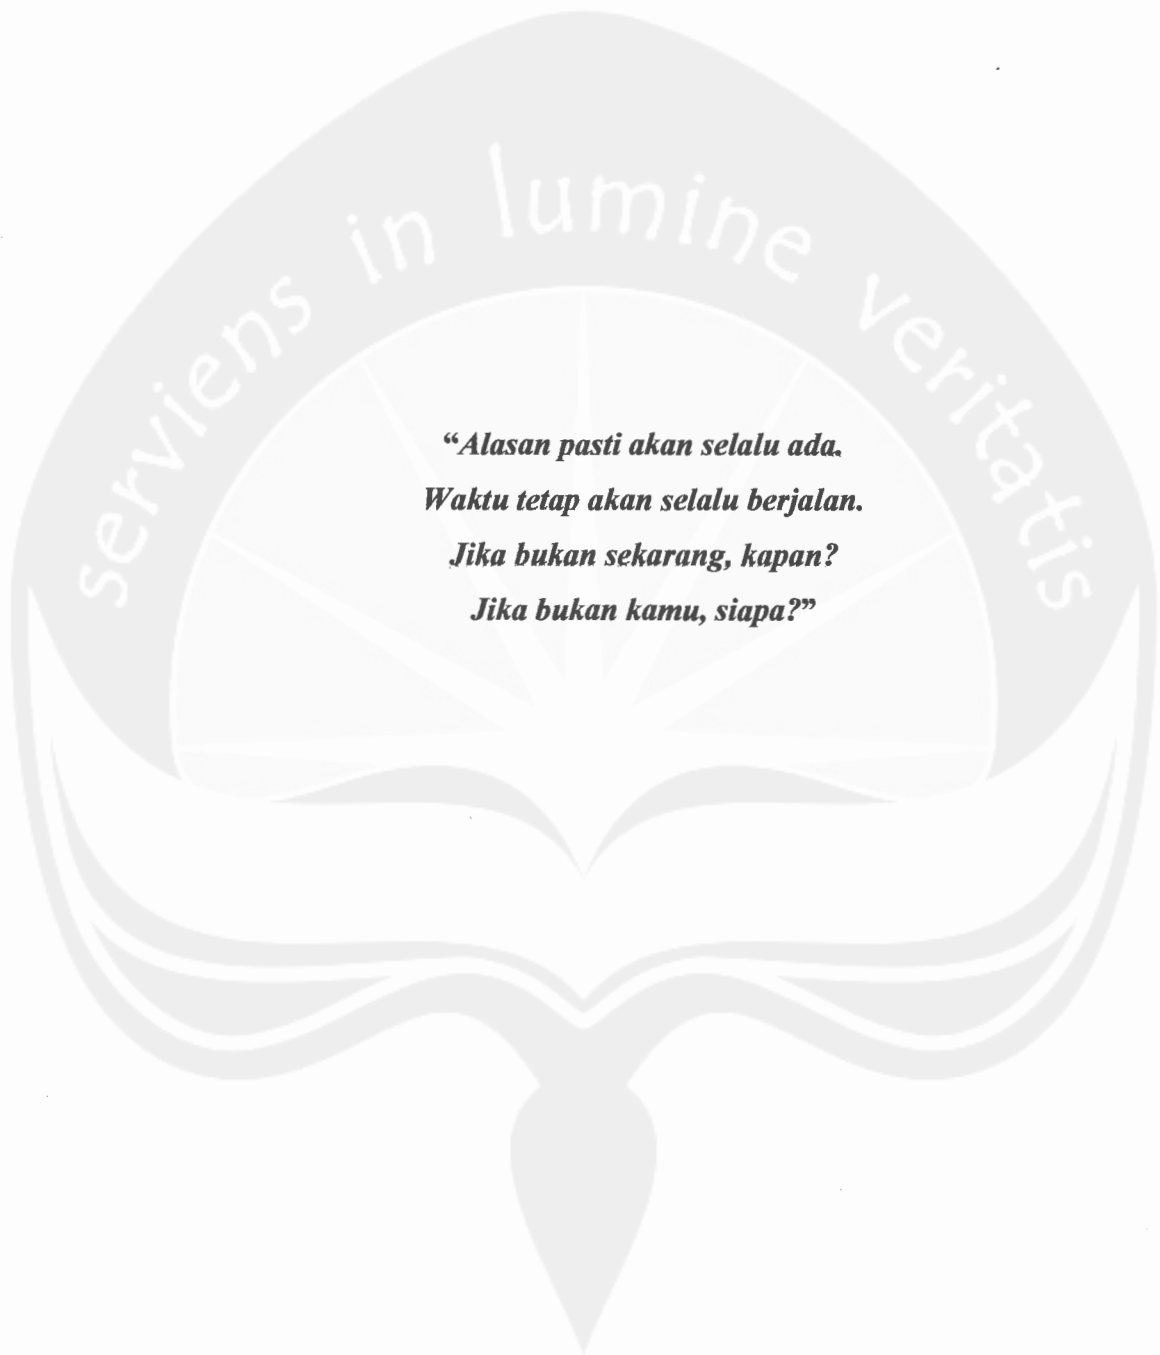 serviens in lumine veritatis
“Alasan pasti akan selalu ada.
Waktu tetap akan selalu berjalan.
Jika bukan sekarang, kapan?
Jika bukan kamu, siapa?”